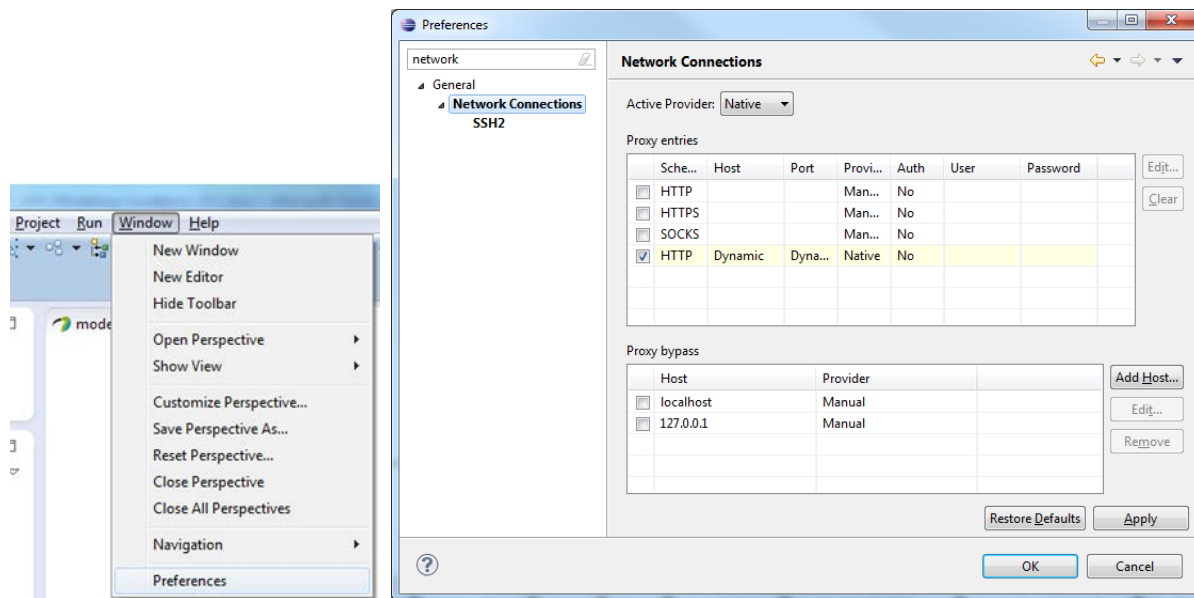 Project Run Window Help
New Window
New Editor
Hide Toolbar
mode
Open Perspective
Show View
Customize Perspective...
Save Perspective As...
Reset Perspective...
Close Perspective
Close All Perspectives
Navigation
Preferences
Preferences
network
General
Network Connections
SSH2
Network Connections
Active Provider: Native
Proxy entries
Sche... Host Port Provi... Auth User Password
HTTP Man... No
HTTPS Man... No
SOCKS Man... No
HTTP Dynamic Dyna... Native No
Edit...
Clear
Proxy bypass
Host Provider
localhost Manual
127.0.0.1 Manual
Add Host...
Edit...
Remove
Restore Defaults Apply
OK Cancel